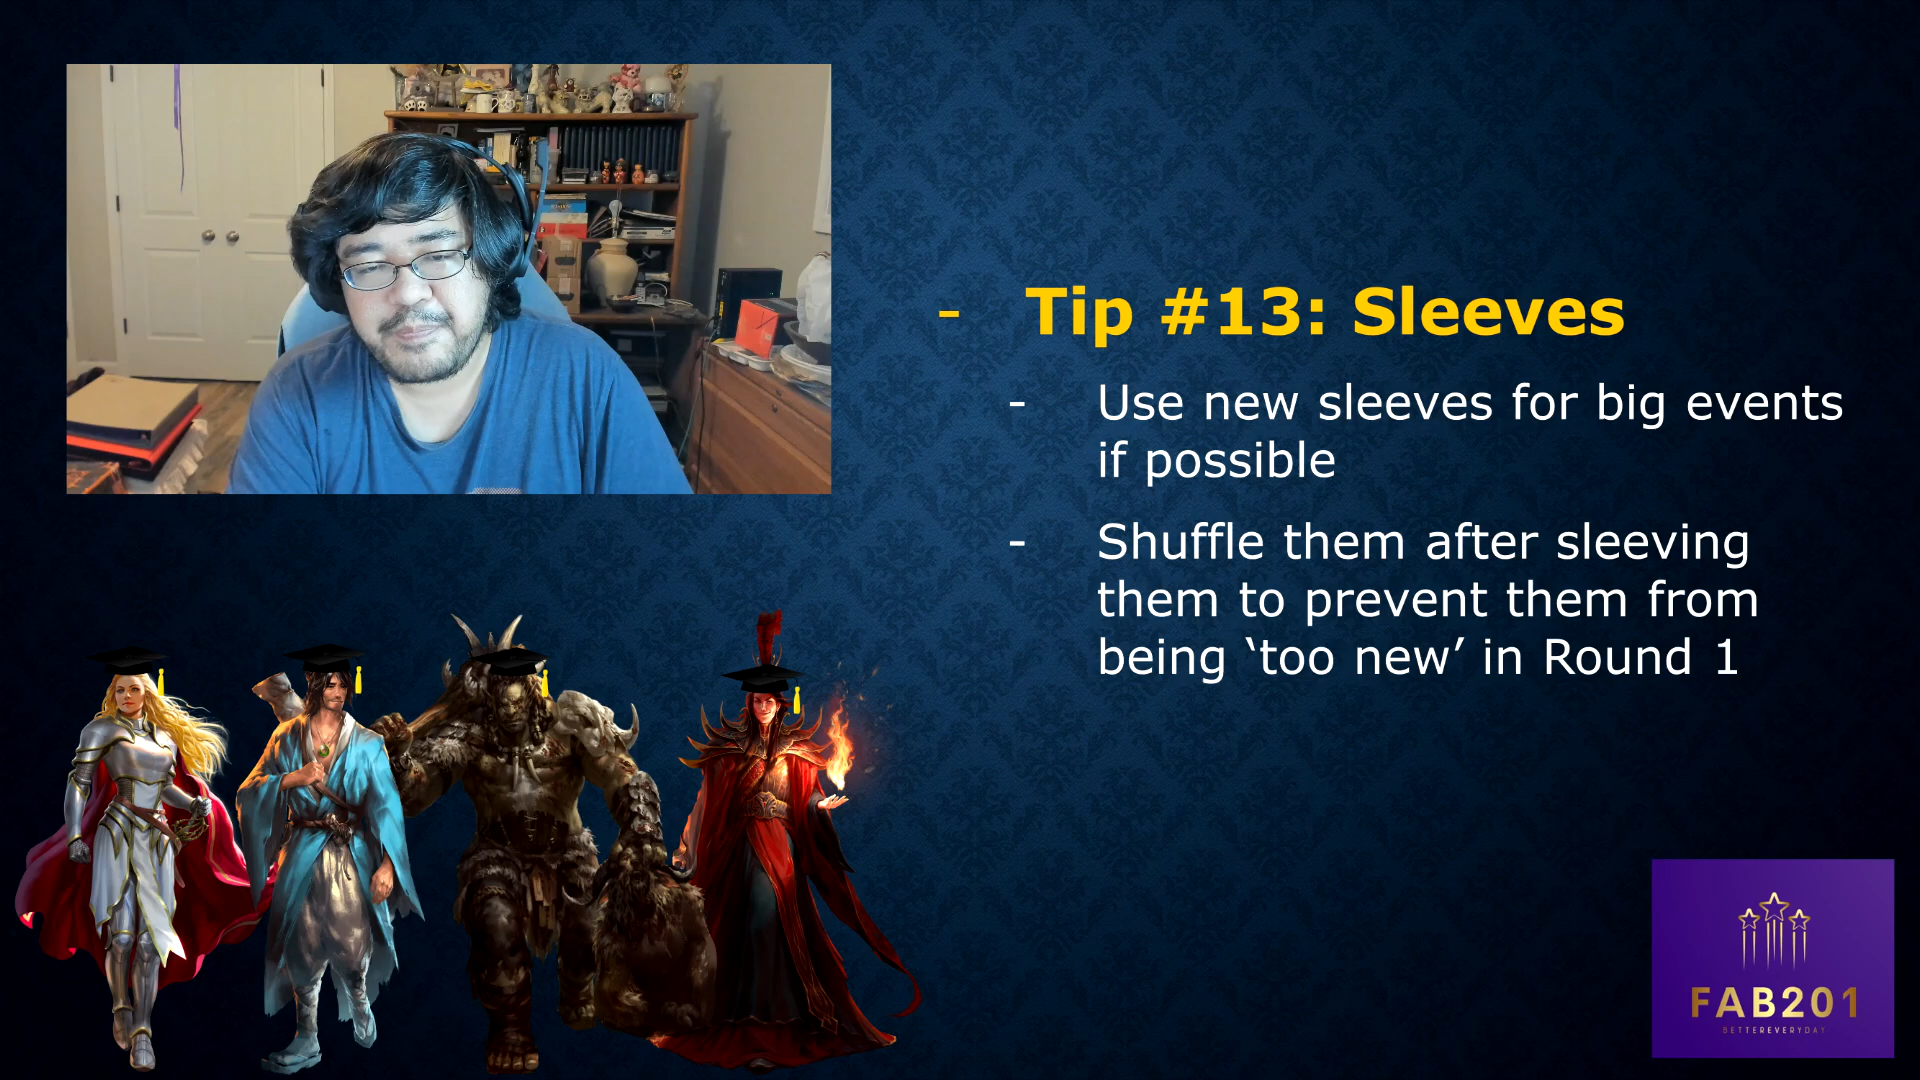 - Tip #13: Sleeves
- Use new sleeves for big events
if possible
- Shuffle them after sleeving
them to prevent them from
being ‘too new’ in Round 1
FAB201
BETTEREVERYDAY